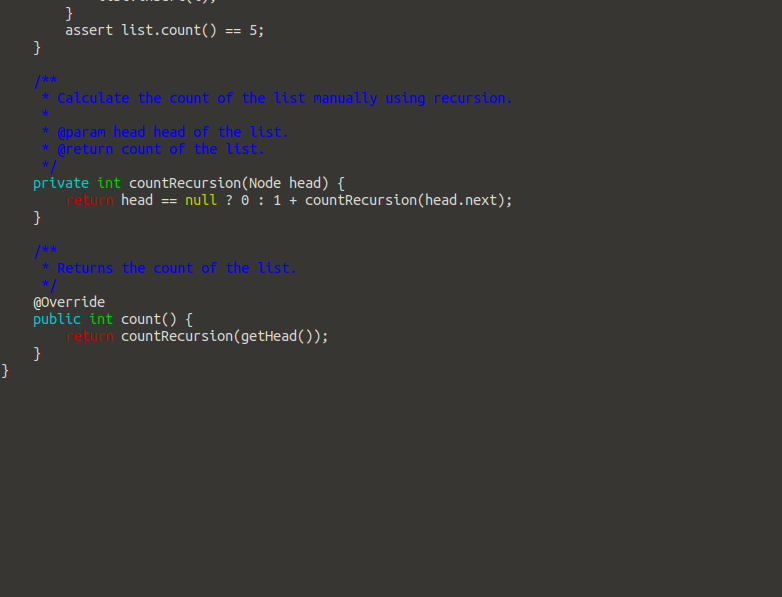 }
assert list.count() == 5;
}
/**
* Calculate the count of the list manually using recursion.
*
* @param head head of the list.
* @return count of the list.
*/
private int countRecursion(Node head) {
return head == null ? 0 : 1 + countRecursion(head.next);
}
/**
* Returns the count of the list.
*/
@Override
public int count() {
return countRecursion(getHead());
}
}